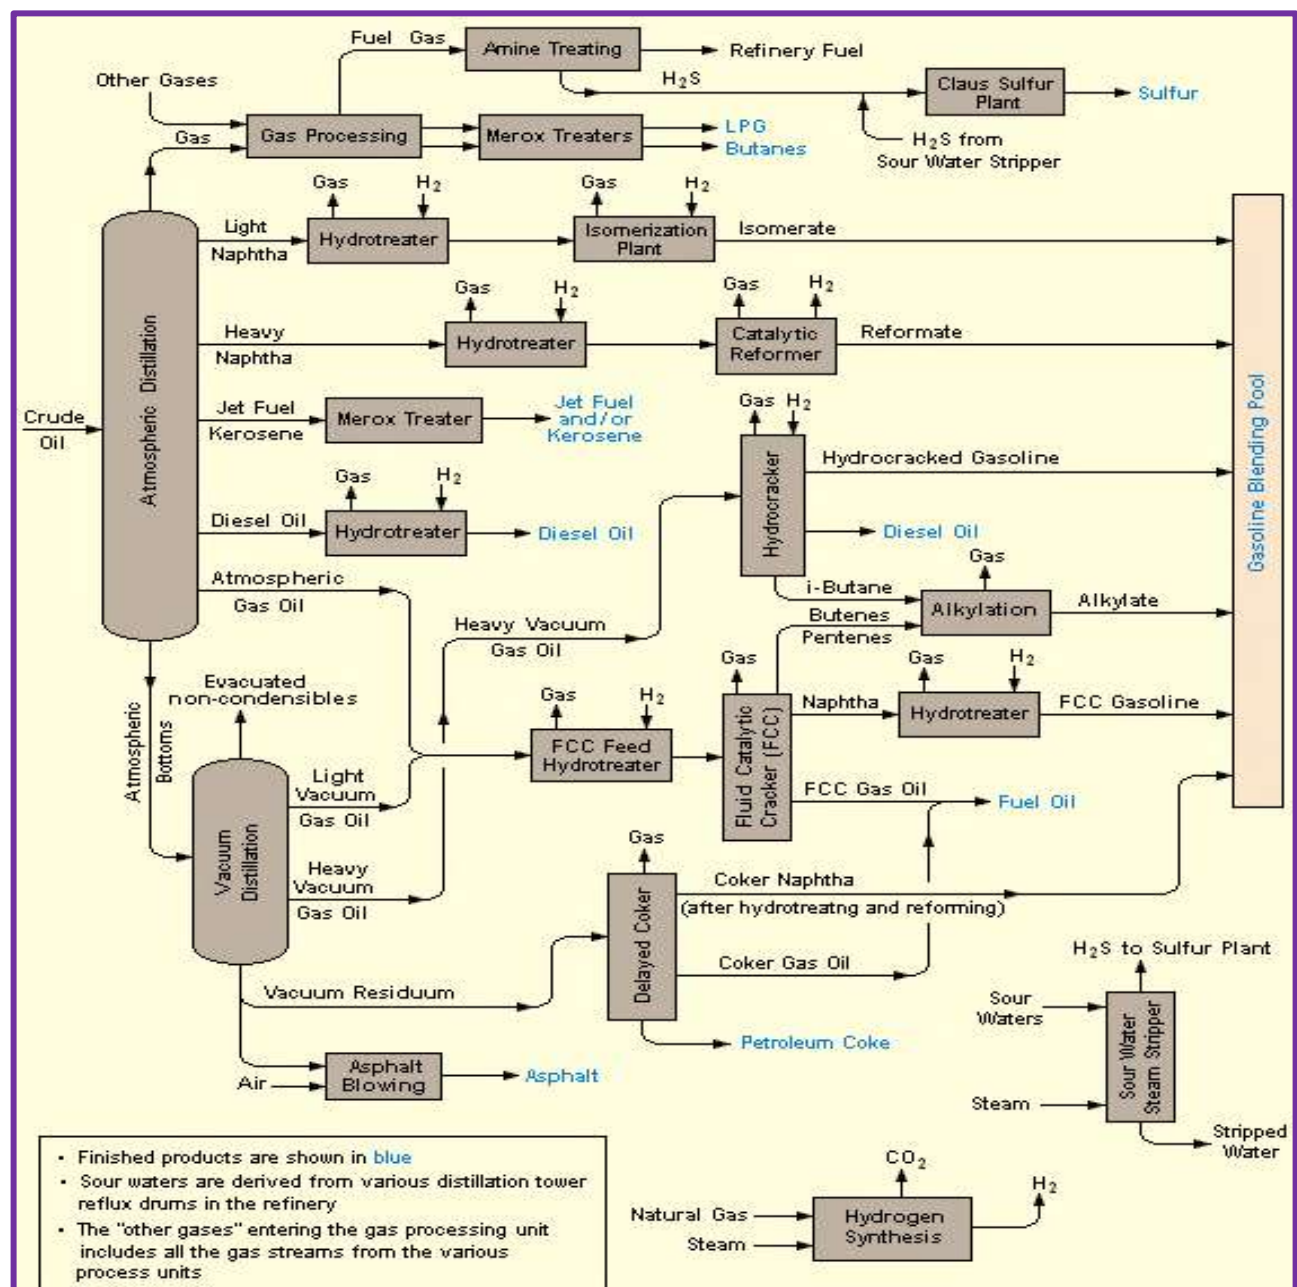 Fuel Gas
Amine Treating
Refinery Fuel
H2S
Other Gases
Claus Sulfur
Plant
Sulfur
Gas
Gas Processing
Merox Treaters
LPG
Butanes
H2S from
Sour Water Stripper
Gas
H2
Gas
H2
Light
Naphtha
Hydrotreater
Isomerization
Plant
Isomerate
Gas
H2
Gas
H2
Heavy
Naphtha
Hydrotreater
Catalytic
Reformer
Reformate
Atmospheric Distillation
Crude
Oil
Jet Fuel
Kerosene
Merox Treater
Jet Fuel
and/or
Kerosene
Gas
H2
Hydrocracker
Hydrocracked Gasoline
Gasoline Blending Pool
Gas
H2
Diesel Oil
Hydrotreater
Diesel Oil
Diesel Oil
Gas
i-Butane
Butenes
Pentenes
Alkylation
Alkylate
Atmospheric
Gas Oil
Heavy Vacuum
Gas Oil
Evacuated
non-condensibles
Atmospheric
Bottoms
Gas
H2
FCC Feed
Hydrotreater
Gas
Fluid Catalytic
Cracker (FCC)
Naphtha
Gas
H2
Hydrotreater
FCC Gasoline
Light
Vacuum
Gas Oil
FCC Gas Oil
Fuel Oil
Vacuum
Distillation
Heavy
Vacuum
Gas Oil
Gas
Delayed Coker
Coker Naphtha
(after hydrotreatng and reforming)
Coker Gas Oil
Vacuum Residuum
Petroleum Coke
H2S to Sulfur Plant
Sour
Waters
Sour Water
Steam Stripper
Steam
Stripped
Water
Air
Asphalt
Blowing
Asphalt
• Finished products are shown in blue
• Sour waters are derived from various distillation tower
reflux drums in the refinery
• The "other gases" entering the gas processing unit
includes all the gas streams from the various
process units
CO2
H2
Natural Gas
Steam
Hydrogen
Synthesis